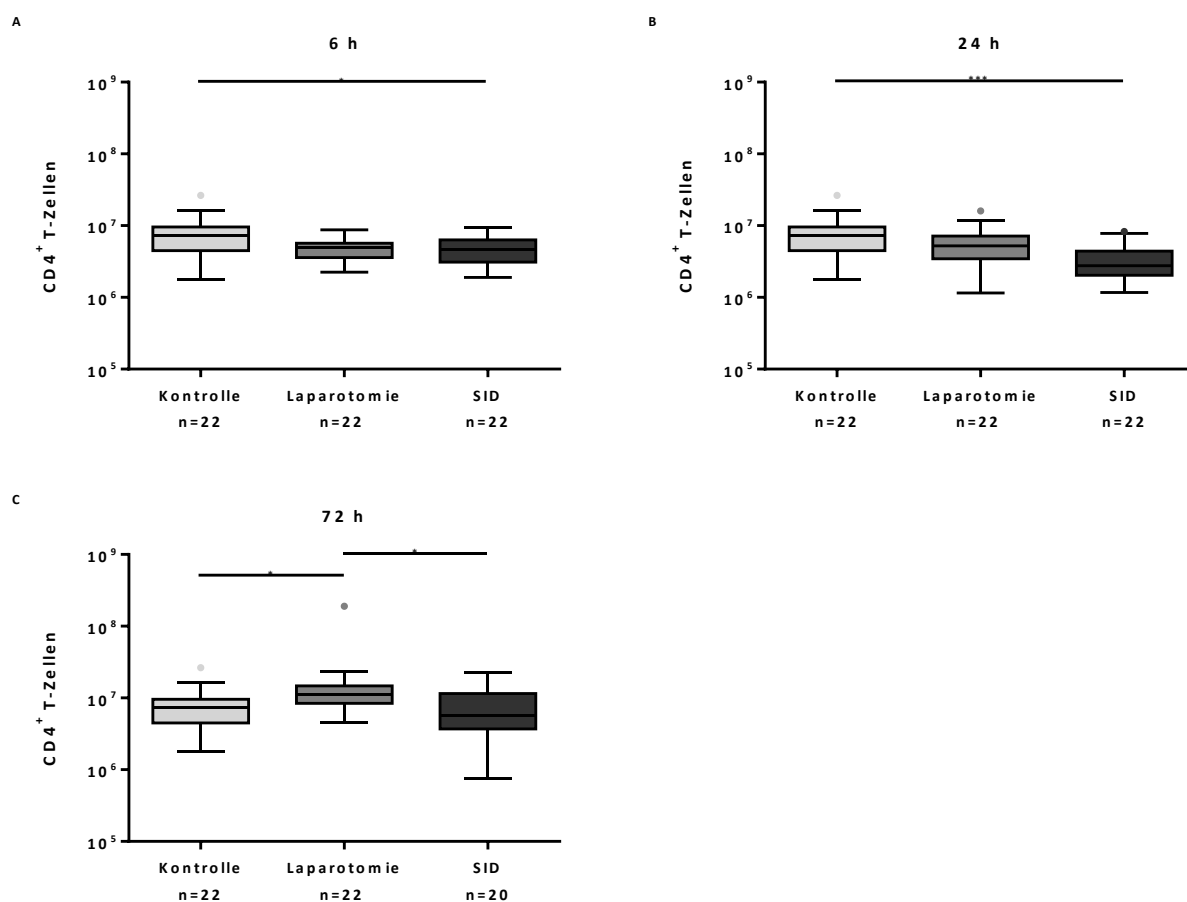 A
6 h
10⁹
*
10⁸
10⁷
10⁶
10⁵
CD4⁺ T-Zellen
Kontrolle Laparotomie SID
n=22 n=22 n=22
B
24 h
10⁹
***
10⁸
10⁷
10⁶
10⁵
CD4⁺ T-Zellen
Kontrolle Laparotomie SID
n=22 n=22 n=22
C
72 h
10⁹
*
*
10⁸
10⁷
10⁶
10⁵
CD4⁺ T-Zellen
Kontrolle Laparotomie SID
n=22 n=22 n=20